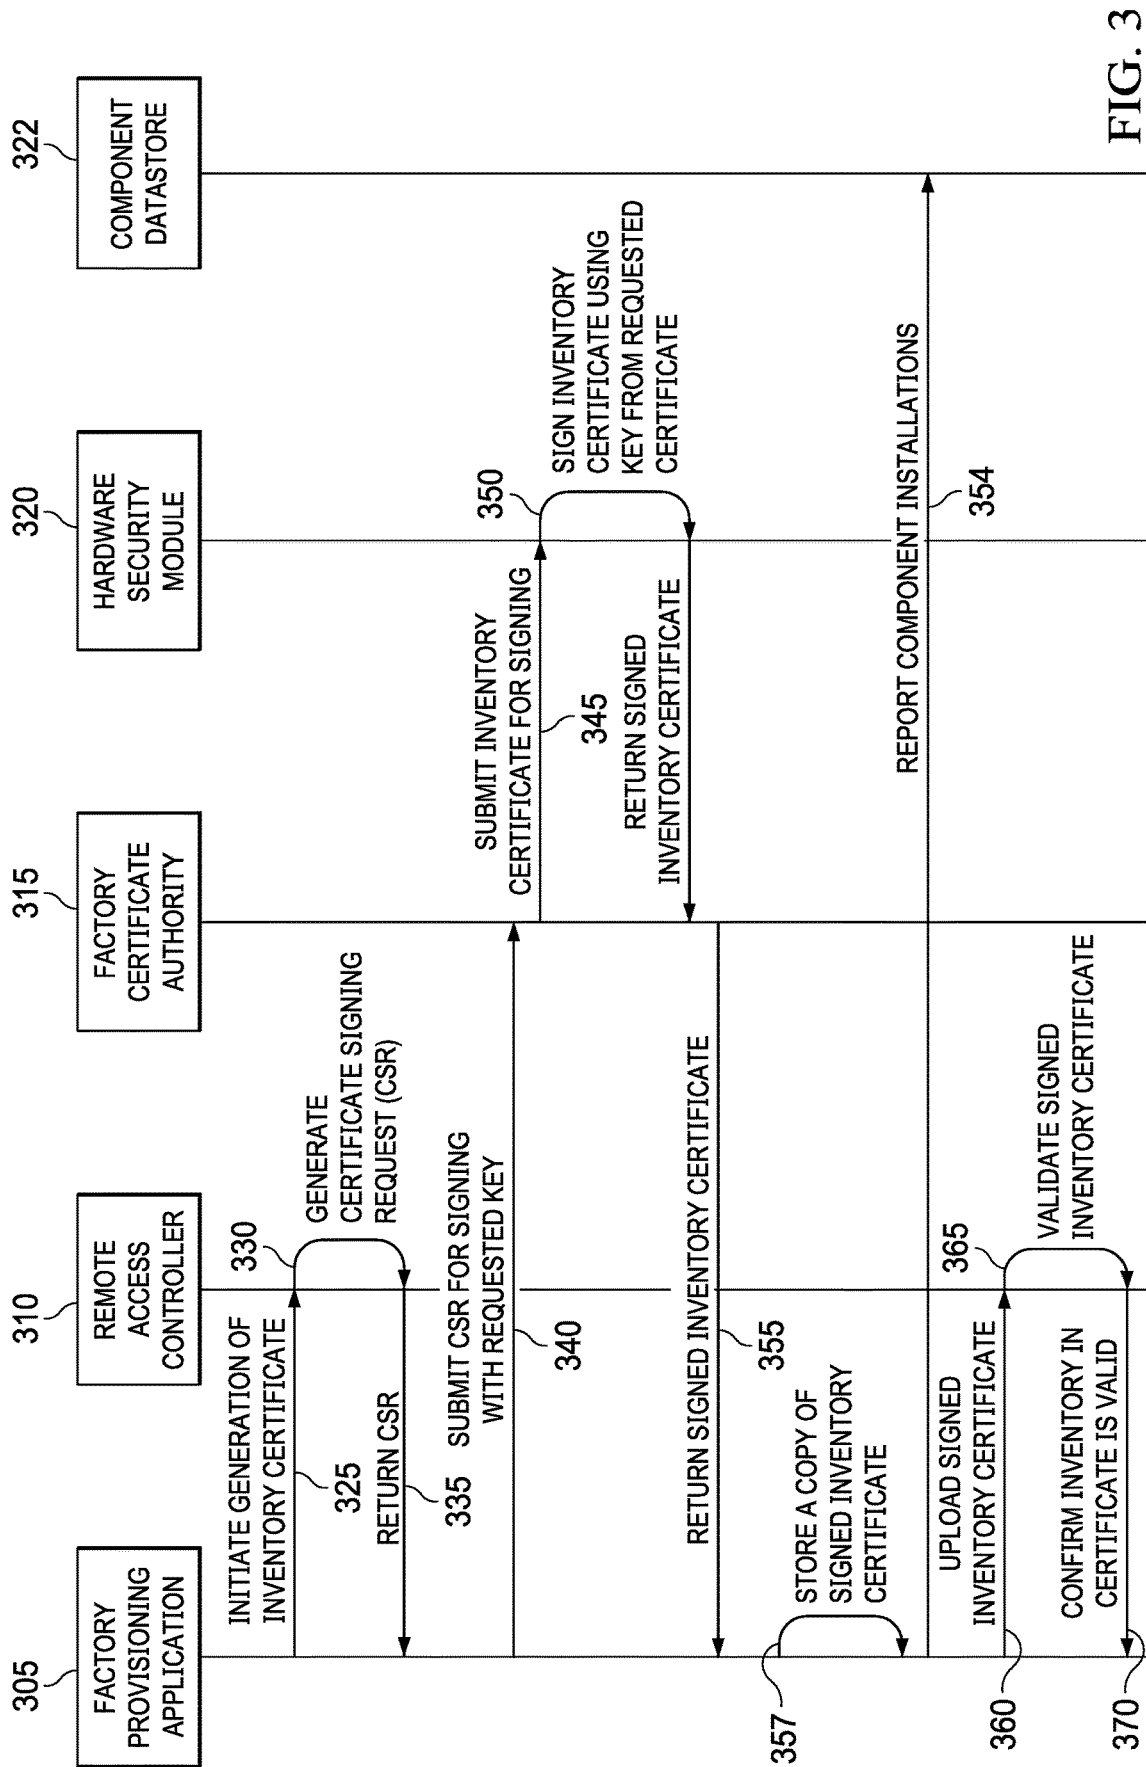 305
FACTORY
PROVISIONING
APPLICATION
310
REMOTE
ACCESS
CONTROLLER
315
FACTORY
CERTIFICATE
AUTHORITY
320
HARDWARE
SECURITY
MODULE
322
COMPONENT
DATASTORE
INITIATE GENERATION OF
INVENTORY CERTIFICATE
325
330
GENERATE
CERTIFICATE SIGNING
REQUEST (CSR)
RETURN CSR
335
SUBMIT CSR FOR SIGNING
WITH REQUESTED KEY
340
SUBMIT INVENTORY
CERTIFICATE FOR SIGNING
345
350
SIGN INVENTORY
CERTIFICATE USING
KEY FROM REQUESTED
CERTIFICATE
RETURN SIGNED
INVENTORY CERTIFICATE
RETURN SIGNED INVENTORY CERTIFICATE
355
357
STORE A COPY OF
SIGNED INVENTORY
CERTIFICATE
REPORT COMPONENT INSTALLATIONS
354
UPLOAD SIGNED
INVENTORY CERTIFICATE
360
365
VALIDATE SIGNED
INVENTORY CERTIFICATE
CONFIRM INVENTORY IN
CERTIFICATE IS VALID
370
FIG. 3